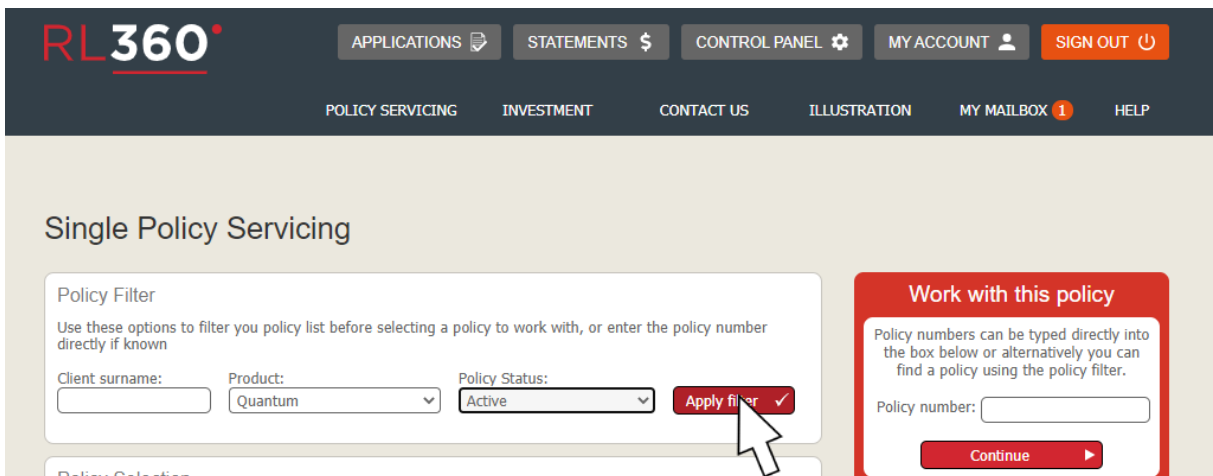 RL360
APPLICATIONS STATEMENTS $ CONTROL PANEL MY ACCOUNT SIGN OUT
POLICY SERVICING INVESTMENT CONTACT US ILLUSTRATION MY MAILBOX 1 HELP
Single Policy Servicing
Policy Filter
Use these options to filter you policy list before selecting a policy to work with, or enter the policy number
directly if known
Client surname: Product: Policy Status:
Quantum Active Apply filter
Work with this policy
Policy numbers can be typed directly into
the box below or alternatively you can
find a policy using the policy filter.
Policy number:
Continue
Policy Selection